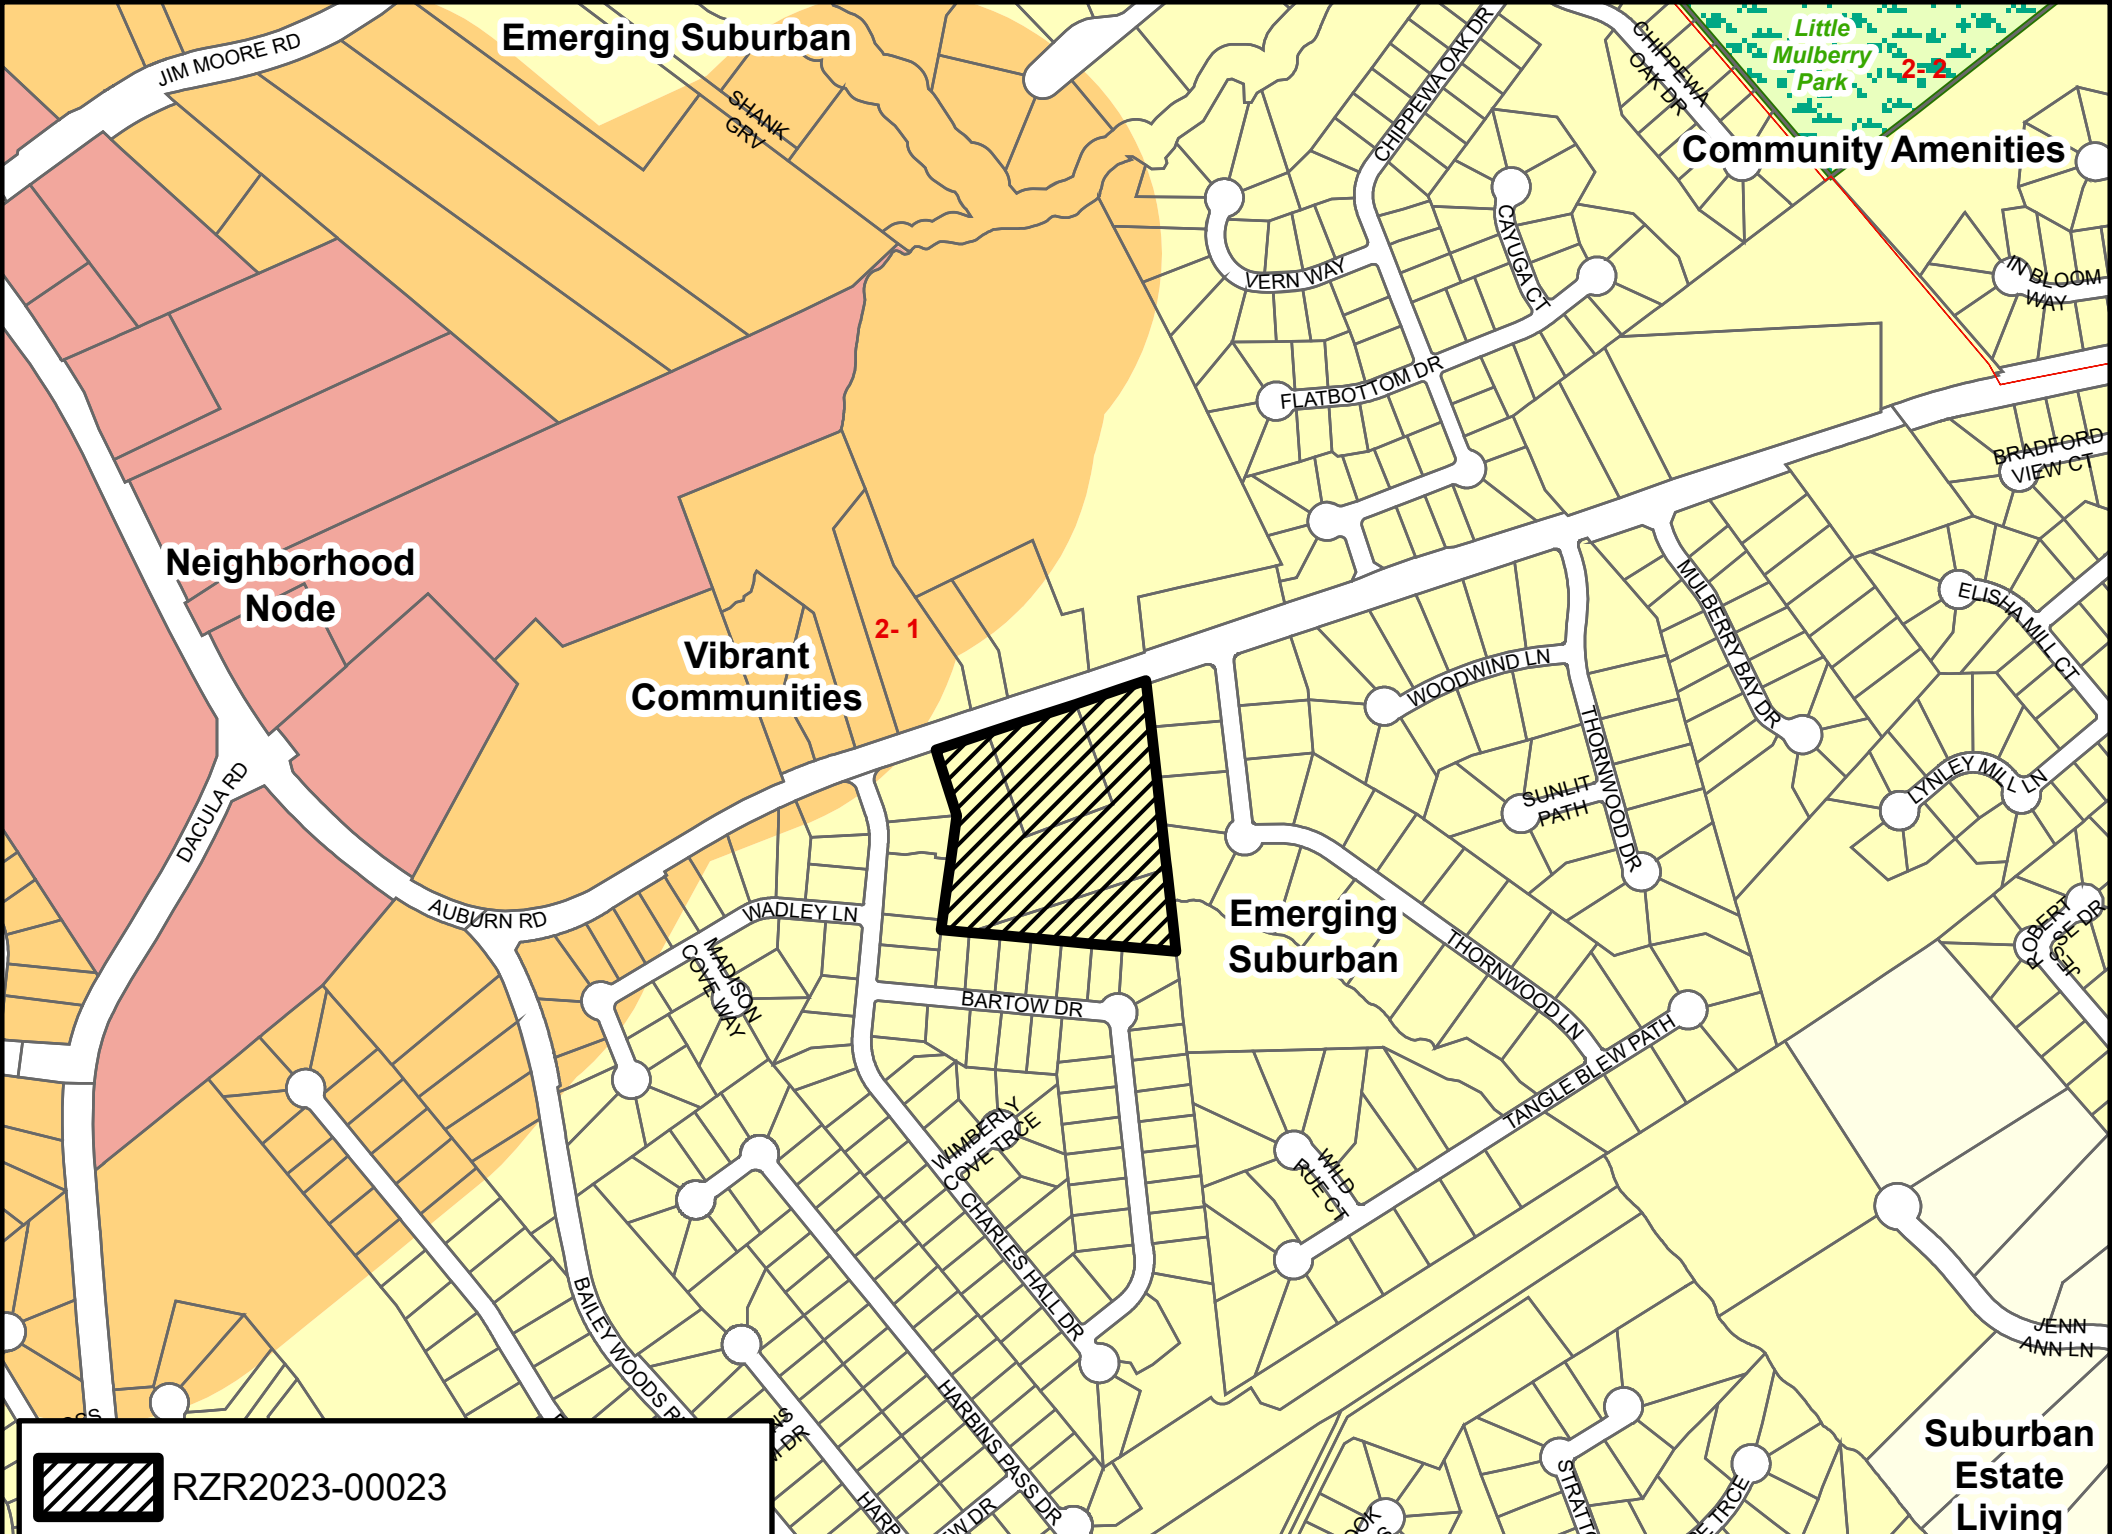 Emerging Suburban
JIM MOORE RD
SHANK
GRV
CHIPPEWA OAK DR
CHIPPEWA
OAK DR
Little
Mulberry
Park
2- 2
Community Amenities
CAYUGA CT
VERN WAY
IN BLOOM
WAY
FLATBOTTOM DR
BRADFORD
VIEW CT
Neighborhood
Node
2- 1
Vibrant
Communities
MULBERRY BAY DR
ELISHA MILL CT
WOODWIND LN
THORNWOOD DR
SUNLIT
PATH
LYNLEY MILL LN
DACULA RD
AUBURN RD
WADLEY LN
MADISON
COVE WAY
Emerging
Suburban
THORNWOOD LN
ROBERT
JESSE DR
BARTOW DR
TANGLE BLEW PATH
WIMBERLY
COVE TRCE
WILD
RUE CT
CHARLES HALL DR
BAILEY WOODS
JENN
ANN LN
HARBINS PASS DR
Suburban
Estate
Living
RZR2023-00023